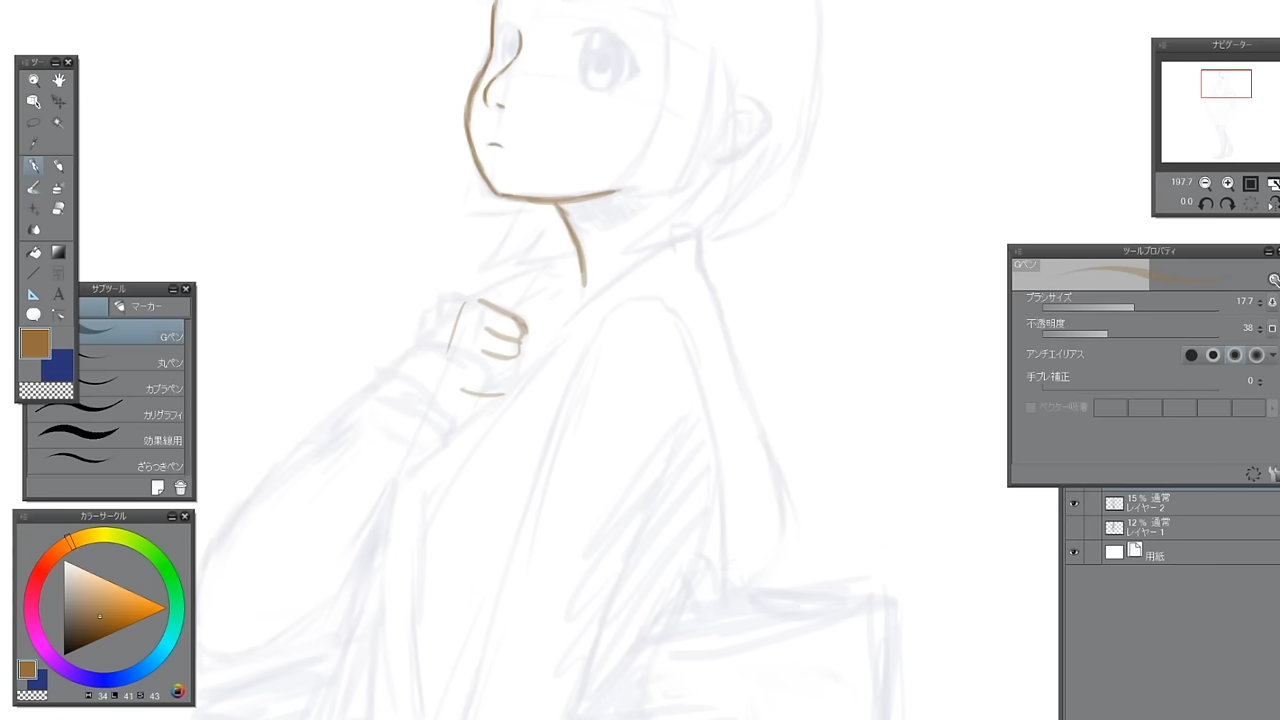 ツー
サブツール
マーカー
Gペン
丸ペン
カブラペン
カリグラフィ
効果線用
ざらつきペン
カラーサークル
H 34 L 41 S 43
ナビゲーター
197.7
0.0
ツールプロパティ
Gペン
ブラシサイズ 17.7
不透明度 38
アンチエイリアス
手ブレ補正 0
ベクター吸着
15 % 通常
レイヤー 2
12 % 通常
レイヤー 1
用紙